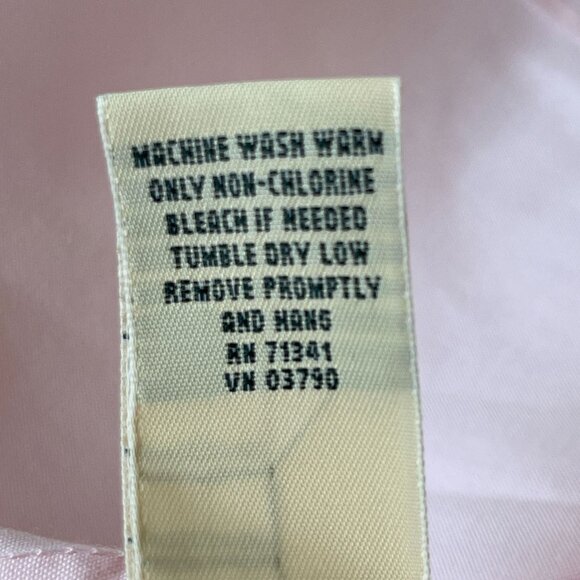 MACHINE WASH WARM
ONLY NON-CHLORINE
BLEACH IF NEEDED
TUMBLE DRY LOW
REMOVE PROMPTLY
AND HANG
RN 71341
VN 03790